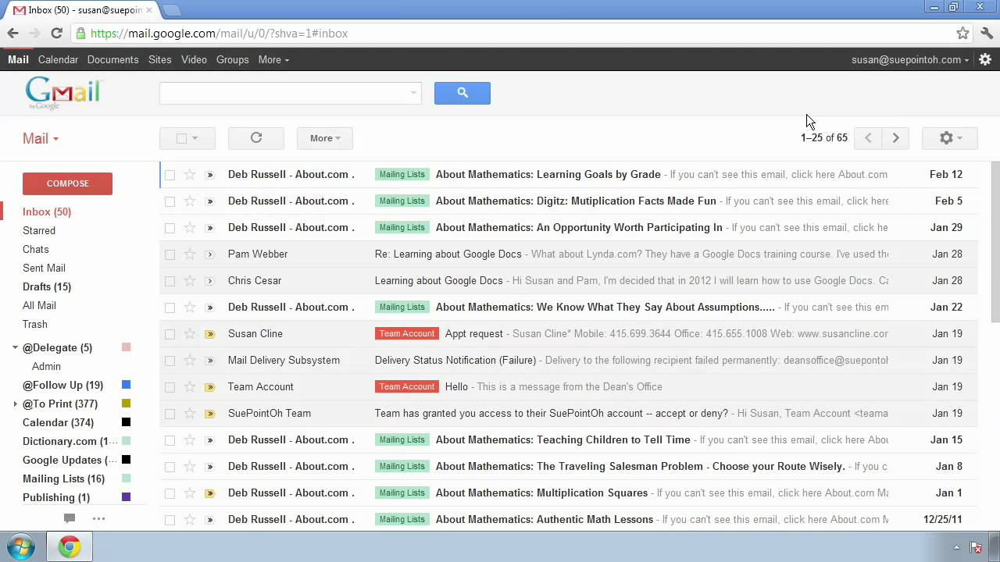 Inbox (50) - susan@suepoin
https://mail.google.com/mail/u/0/?shva=1#inbox
Mail Calendar Documents Sites Video Groups More susan@suepointoh.com
Gmail
by Google
Mail More 1–25 of 65
COMPOSE
Inbox (50)
Starred
Chats
Sent Mail
Drafts (15)
All Mail
Trash
@Delegate (5)
Admin
@Follow Up (19)
@To Print (377)
Calendar (374)
Dictionary.com (1...
Google Updates (...
Mailing Lists (16)
Publishing (1)
Deb Russell - About.com . Mailing Lists About Mathematics: Learning Goals by Grade - If you can't see this email, click here About.com Feb 12
Deb Russell - About.com . Mailing Lists About Mathematics: Digitz: Mutiplication Facts Made Fun - If you can't see this email, click here Feb 5
Deb Russell - About.com . Mailing Lists About Mathematics: An Opportunity Worth Participating In - If you can't see this email, click he Jan 29
Pam Webber Re: Learning about Google Docs - What about Lynda.com? They have a Google Docs training course. I've used th Jan 28
Chris Cesar Learning about Google Docs - Hi Susan and Pam, I'm decided that in 2012 I will learn how to use Google Docs. Ca Jan 28
Deb Russell - About.com . Mailing Lists About Mathematics: We Know What They Say About Assumptions..... - If you can't see this em Jan 22
Susan Cline Team Account Appt request - Susan Cline* Mobile: 415.699.3644 Office: 415.655.1008 Web: www.susancline.cor Jan 19
Mail Delivery Subsystem Delivery Status Notification (Failure) - Delivery to the following recipient failed permanently: deansoffice@suepontoh Jan 19
Team Account Team Account Hello - This is a message from the Dean's Office Jan 19
SuePointOh Team Team has granted you access to their SuePointOh account -- accept or deny? - Hi Susan, Team Account <teama Jan 19
Deb Russell - About.com . Mailing Lists About Mathematics: Teaching Children to Tell Time - If you can't see this email, click here Abou Jan 15
Deb Russell - About.com . Mailing Lists About Mathematics: The Traveling Salesman Problem - Choose your Route Wisely. - If you c Jan 8
Deb Russell - About.com . Mailing Lists About Mathematics: Multiplication Squares - If you can't see this email, click here About.com Ma Jan 1
Deb Russell - About.com . Mailing Lists About Mathematics: Authentic Math Lessons - If you can't see this email, click here About.com M 12/25/11